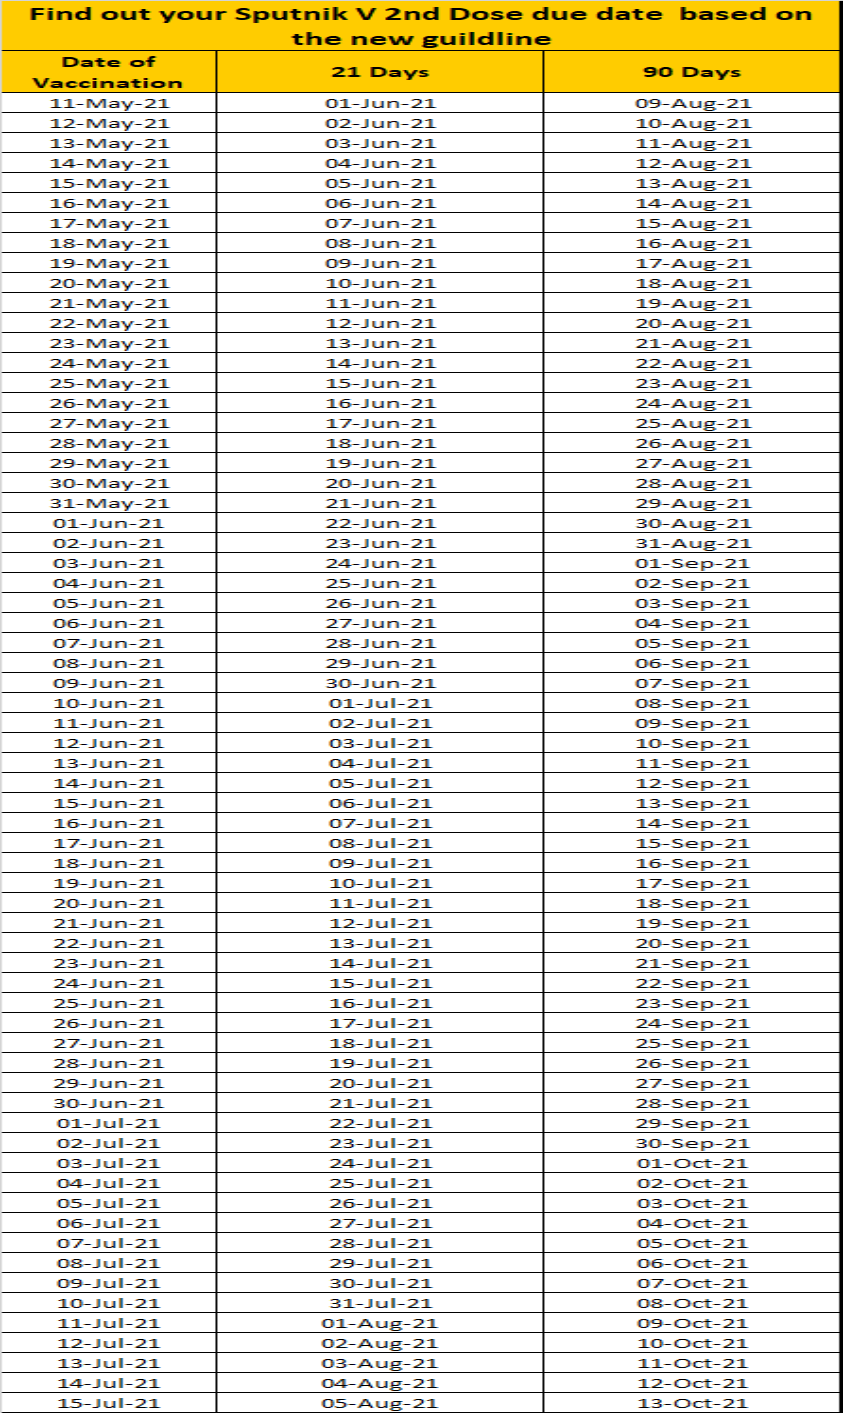 Find out your Sputnik V 2nd Dose due date based on
the new guildline
Date of
Vaccination 21 Days 90 Days
11-May-21 01-Jun-21 09-Aug-21
12-May-21 02-Jun-21 10-Aug-21
13-May-21 03-Jun-21 11-Aug-21
14-May-21 04-Jun-21 12-Aug-21
15-May-21 05-Jun-21 13-Aug-21
16-May-21 06-Jun-21 14-Aug-21
17-May-21 07-Jun-21 15-Aug-21
18-May-21 08-Jun-21 16-Aug-21
19-May-21 09-Jun-21 17-Aug-21
20-May-21 10-Jun-21 18-Aug-21
21-May-21 11-Jun-21 19-Aug-21
22-May-21 12-Jun-21 20-Aug-21
23-May-21 13-Jun-21 21-Aug-21
24-May-21 14-Jun-21 22-Aug-21
25-May-21 15-Jun-21 23-Aug-21
26-May-21 16-Jun-21 24-Aug-21
27-May-21 17-Jun-21 25-Aug-21
28-May-21 18-Jun-21 26-Aug-21
29-May-21 19-Jun-21 27-Aug-21
30-May-21 20-Jun-21 28-Aug-21
31-May-21 21-Jun-21 29-Aug-21
01-Jun-21 22-Jun-21 30-Aug-21
02-Jun-21 23-Jun-21 31-Aug-21
03-Jun-21 24-Jun-21 01-Sep-21
04-Jun-21 25-Jun-21 02-Sep-21
05-Jun-21 26-Jun-21 03-Sep-21
06-Jun-21 27-Jun-21 04-Sep-21
07-Jun-21 28-Jun-21 05-Sep-21
08-Jun-21 29-Jun-21 06-Sep-21
09-Jun-21 30-Jun-21 07-Sep-21
10-Jun-21 01-Jul-21 08-Sep-21
11-Jun-21 02-Jul-21 09-Sep-21
12-Jun-21 03-Jul-21 10-Sep-21
13-Jun-21 04-Jul-21 11-Sep-21
14-Jun-21 05-Jul-21 12-Sep-21
15-Jun-21 06-Jul-21 13-Sep-21
16-Jun-21 07-Jul-21 14-Sep-21
17-Jun-21 08-Jul-21 15-Sep-21
18-Jun-21 09-Jul-21 16-Sep-21
19-Jun-21 10-Jul-21 17-Sep-21
20-Jun-21 11-Jul-21 18-Sep-21
21-Jun-21 12-Jul-21 19-Sep-21
22-Jun-21 13-Jul-21 20-Sep-21
23-Jun-21 14-Jul-21 21-Sep-21
24-Jun-21 15-Jul-21 22-Sep-21
25-Jun-21 16-Jul-21 23-Sep-21
26-Jun-21 17-Jul-21 24-Sep-21
27-Jun-21 18-Jul-21 25-Sep-21
28-Jun-21 19-Jul-21 26-Sep-21
29-Jun-21 20-Jul-21 27-Sep-21
30-Jun-21 21-Jul-21 28-Sep-21
01-Jul-21 22-Jul-21 29-Sep-21
02-Jul-21 23-Jul-21 30-Sep-21
03-Jul-21 24-Jul-21 01-Oct-21
04-Jul-21 25-Jul-21 02-Oct-21
05-Jul-21 26-Jul-21 03-Oct-21
06-Jul-21 27-Jul-21 04-Oct-21
07-Jul-21 28-Jul-21 05-Oct-21
08-Jul-21 29-Jul-21 06-Oct-21
09-Jul-21 30-Jul-21 07-Oct-21
10-Jul-21 31-Jul-21 08-Oct-21
11-Jul-21 01-Aug-21 09-Oct-21
12-Jul-21 02-Aug-21 10-Oct-21
13-Jul-21 03-Aug-21 11-Oct-21
14-Jul-21 04-Aug-21 12-Oct-21
15-Jul-21 05-Aug-21 13-Oct-21